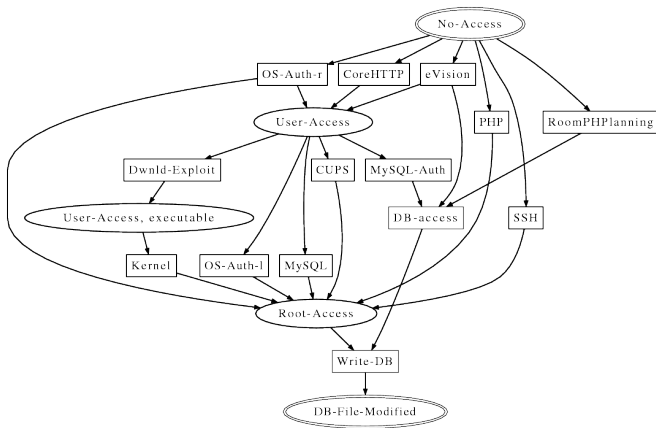 No-Access
OS-Auth-r
CoreHTTP
eVision
User-Access
PHP
RoomPHPlanning
Dwnld-Exploit
CUPS
MySQL-Auth
User-Access, executable
DB-access
SSH
Kernel
OS-Auth-l
MySQL
Root-Access
Write-DB
DB-File-Modified